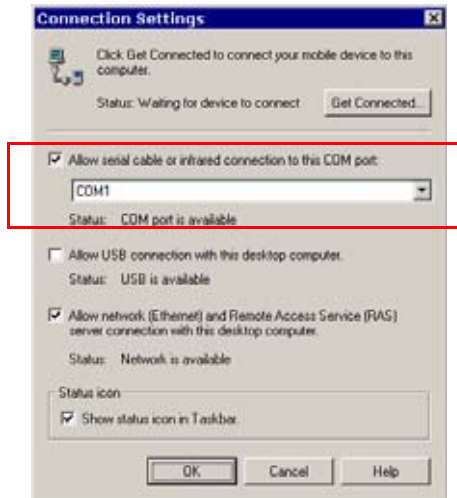 Connection Settings
Click Get Connected to connect your mobile device to this
computer.
Status: Waiting for device to connect
Get Connected...
Allow serial cable or infrared connection to this COM port:
COM1
Status: COM port is available
Allow USB connection with this desktop computer.
Status: USB is available
Allow network (Ethernet) and Remote Access Service (RAS)
server connection with this desktop computer.
Status: Network is available
Status icon
Show status icon in Taskbar.
OK
Cancel
Help